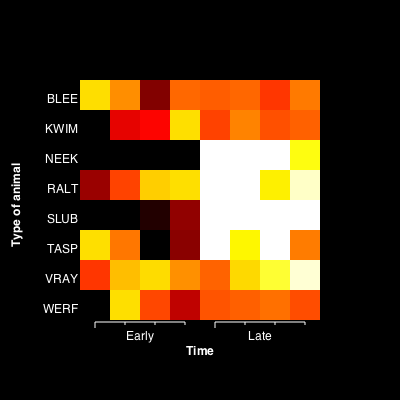 BLEE
KWIM
NEEK
RALT
SLUB
TASP
VRAY
WERF
Type of animal
Early Late
Time